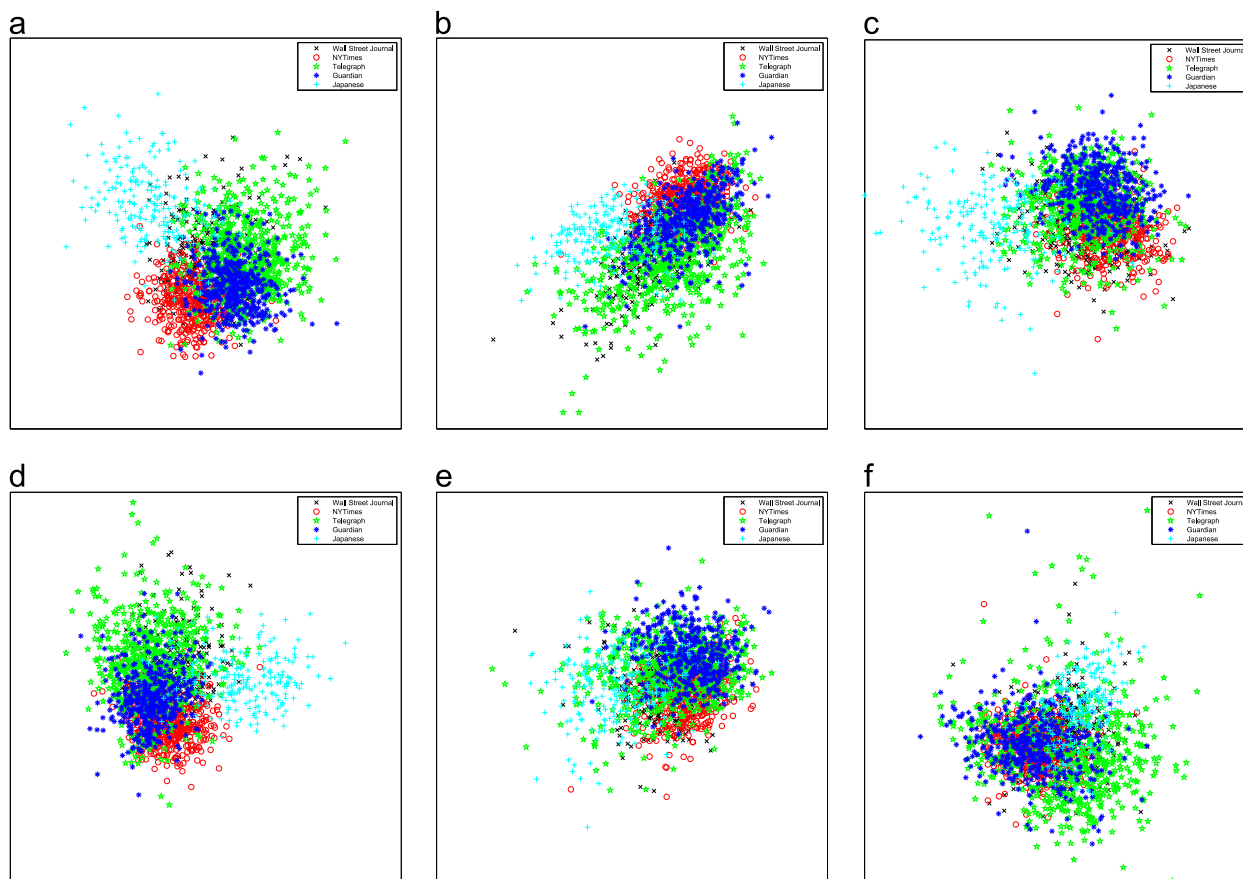 a
Wall Street Journal
NYTimes
Telegraph
Guardian
Japanese
b
Wall Street Journal
NYTimes
Telegraph
Guardian
Japanese
c
Wall Street Journal
NYTimes
Telegraph
Guardian
Japanese
d
Wall Street Journal
NYTimes
Telegraph
Guardian
Japanese
e
Wall Street Journal
NYTimes
Telegraph
Guardian
Japanese
f
Wall Street Journal
NYTimes
Telegraph
Guardian
Japanese